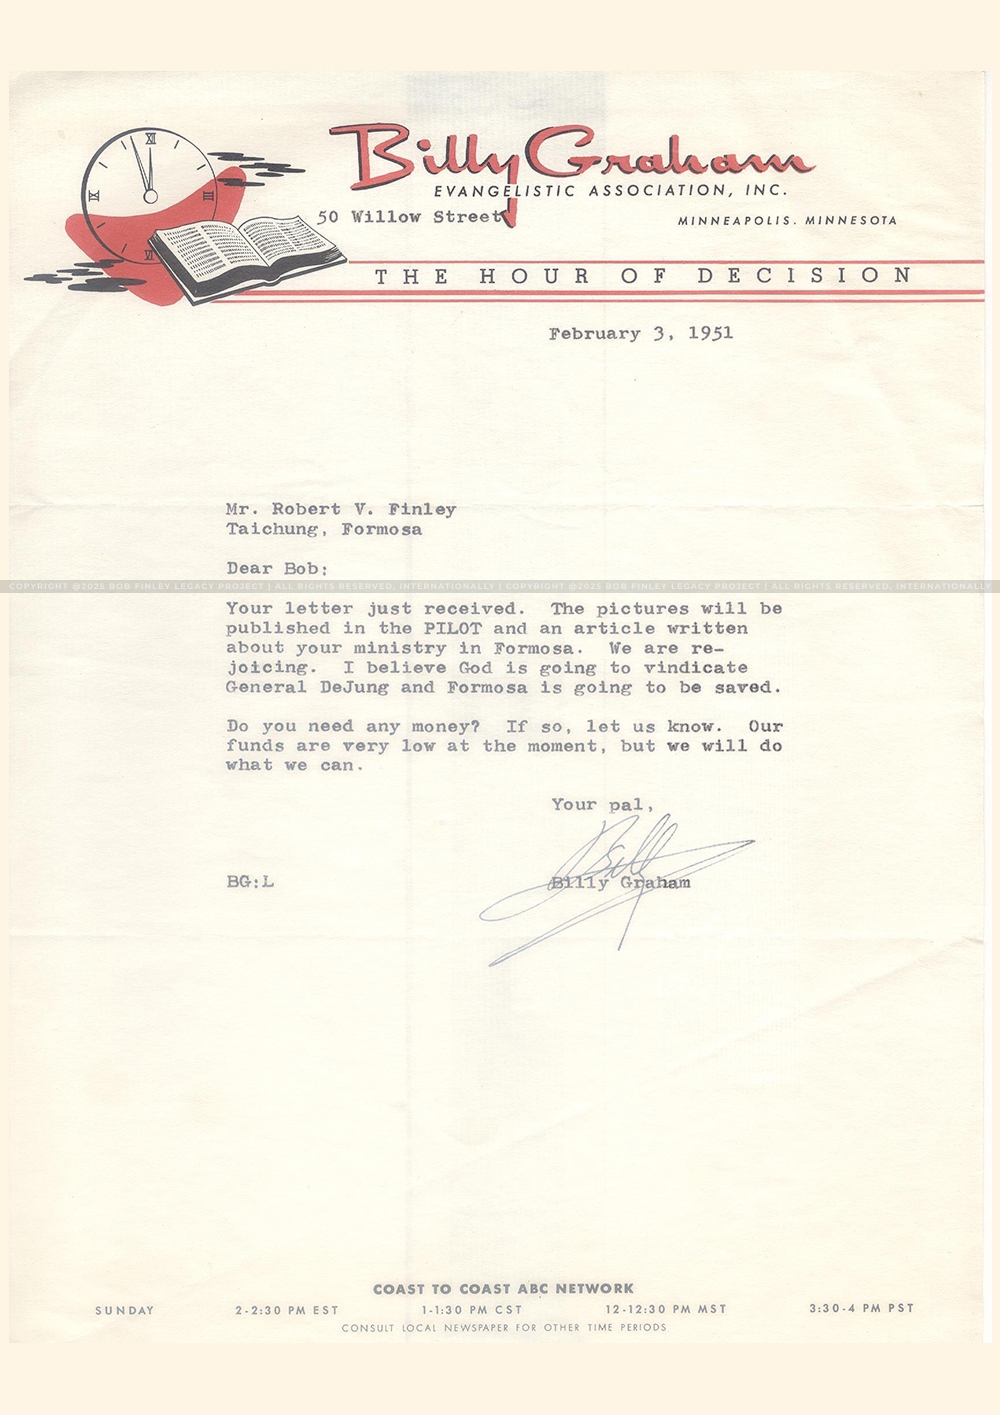 Billy Graham
EVANGELISTIC ASSOCIATION, INC.
50 Willow Street
MINNEAPOLIS. MINNESOTA
XII
IX
III
VI
THE HOUR OF DECISION
February 3, 1951
Mr. Robert V. Finley
Taichung, Formosa
Dear Bob:
COPYRIGHT @2025 BOB FINLEY LEGACY PROJECT | ALL RIGHTS RESERVED, INTERNATIONALLY | COPYRIGHT @2025 BOB FINLEY LEGACY PROJECT | ALL RIGHTS RESERVED, INTERNATIONALLY
Your letter just received. The pictures will be
published in the PILOT and an article written
about your ministry in Formosa. We are re-
joicing. I believe God is going to vindicate
General DeJung and Formosa is going to be saved.
Do you need any money? If so, let us know. Our
funds are very low at the moment, but we will do
what we can.
Your pal,
Bill
BG:L
Billy Graham
COAST TO COAST ABC NETWORK
SUNDAY 2-2:30 PM EST 1-1:30 PM CST 12-12:30 PM MST 3:30-4 PM PST
CONSULT LOCAL NEWSPAPER FOR OTHER TIME PERIODS